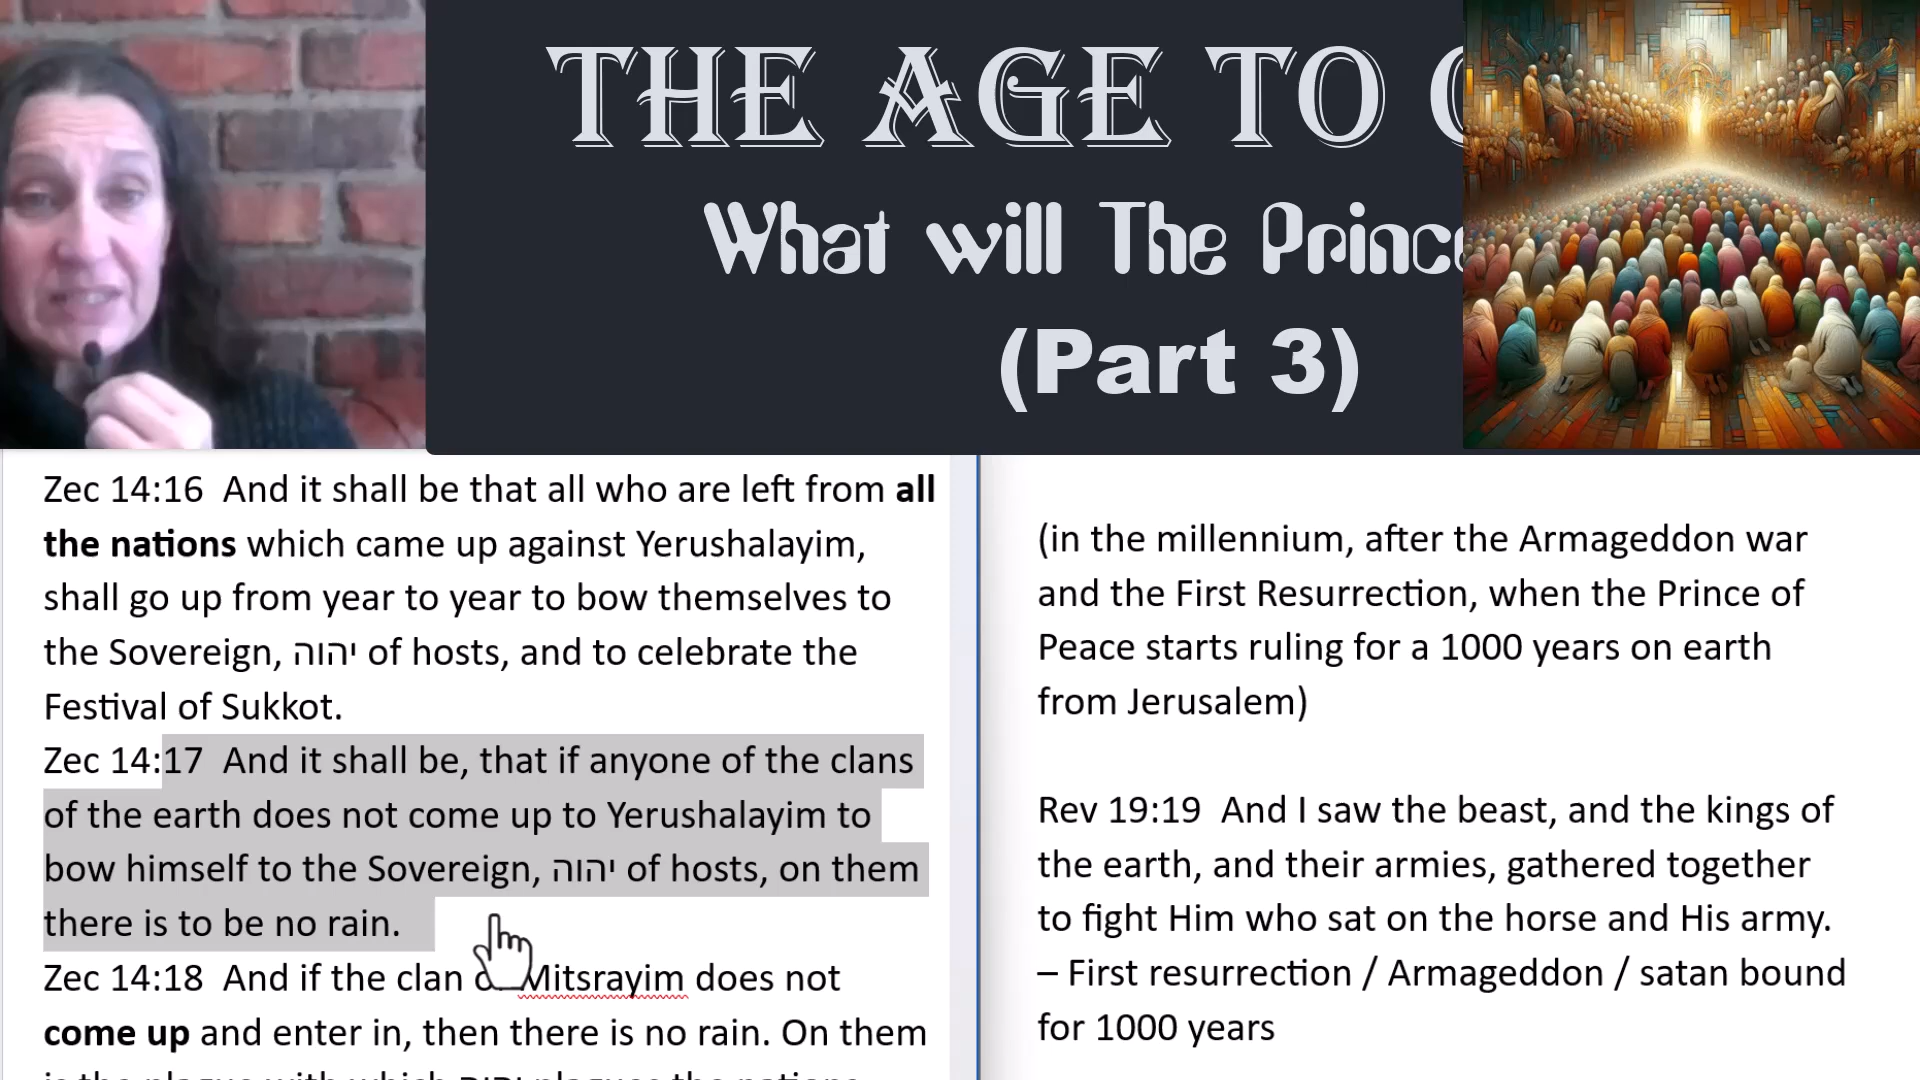 THE AGE TO
What will The Prince
(Part 3)
Zec 14:16  And it shall be that all who are left from all
the nations which came up against Yerushalayim,
shall go up from year to year to bow themselves to
the Sovereign, יהוה of hosts, and to celebrate the
Festival of Sukkot.
Zec 14:17  And it shall be, that if anyone of the clans
of the earth does not come up to Yerushalayim to
bow himself to the Sovereign, יהוה of hosts, on them
there is to be no rain.
Zec 14:18  And if the clan Mitsrayim does not
come up and enter in, then there is no rain. On them
is the plague with which יהוה plagues the nations
(in the millennium, after the Armageddon war
and the First Resurrection, when the Prince of
Peace starts ruling for a 1000 years on earth
from Jerusalem)
Rev 19:19  And I saw the beast, and the kings of
the earth, and their armies, gathered together
to fight Him who sat on the horse and His army.
– First resurrection / Armageddon / satan bound
for 1000 years